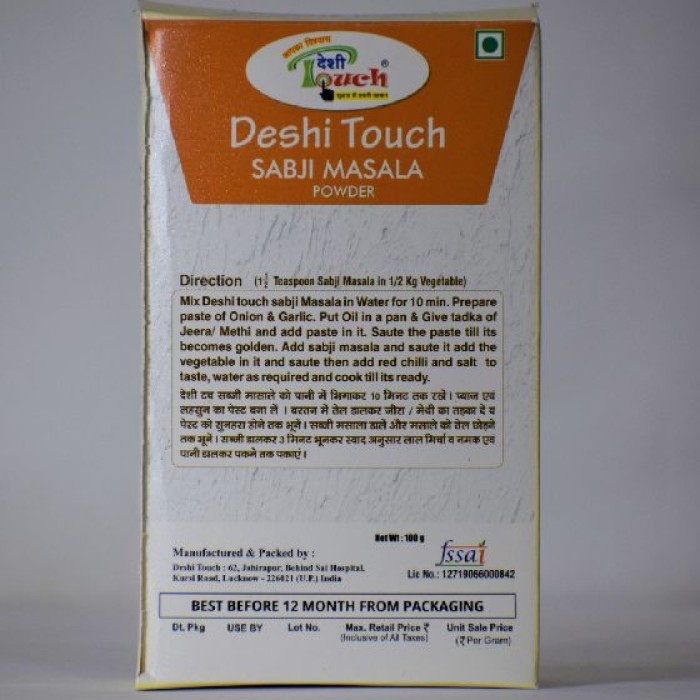 आपका विश्वास
देशी
Touch ®
Deshi Touch
SABJI MASALA
POWDER
Direction (1½ Teaspoon Sabji Masala in 1/2 Kg Vegetable)
Mix Deshi touch sabji Masala in Water for 10 min. Prepare
paste of Onion & Garlic. Put Oil in a pan & Give tadka of
Jeera/ Methi and add paste in it. Saute the paste till its
becomes golden. Add sabji masala and saute it add the
vegetable in it and saute then add red chilli and salt to
taste, water as required and cook till its ready.
देशी टच सब्जी मासाले को पानी में भिगाकर 10 मिनट तक रखें। प्याज एवं
लहसुन का पेस्ट बना लें । बरतन में तेल डालकर जीरा / मेथी का तड़का दें व
पेस्ट को सुनहरा होने तक भूनें। सब्जी मसाला डालें और मसाले को तेल छोड़ने
तक भूनें। सब्जी डालकर 3 मिनट भूनकर स्वाद अनुसार लाल मिर्चा व नमक एवं
पानी डालकर पकने तक पकाएं।
Net Wt : 100 g
Manufactured & Packed by :
Deshi Touch : 62, Jahirapur, Behind Sai Hospital,
Kursi Road, Lucknow - 226021 (U.P.) India
fssai
Lic No.: 12719066000842
BEST BEFORE 12 MONTH FROM PACKAGING
Dt. Pkg USE BY Lot No. Max. Retail Price ₹ Unit Sale Price
(Inclusive of All Taxes) (₹ Per Gram)